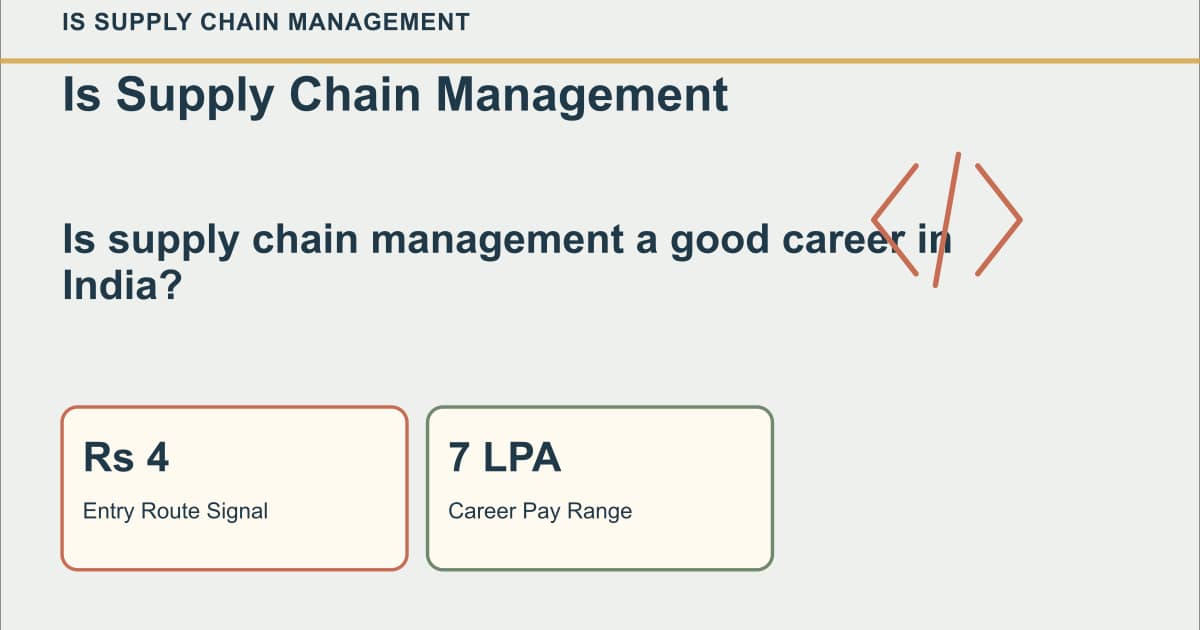 IS SUPPLY CHAIN MANAGEMENT
Is Supply Chain Management
Is supply chain management a good career in
India?
Rs 4
Entry Route Signal
7 LPA
Career Pay Range